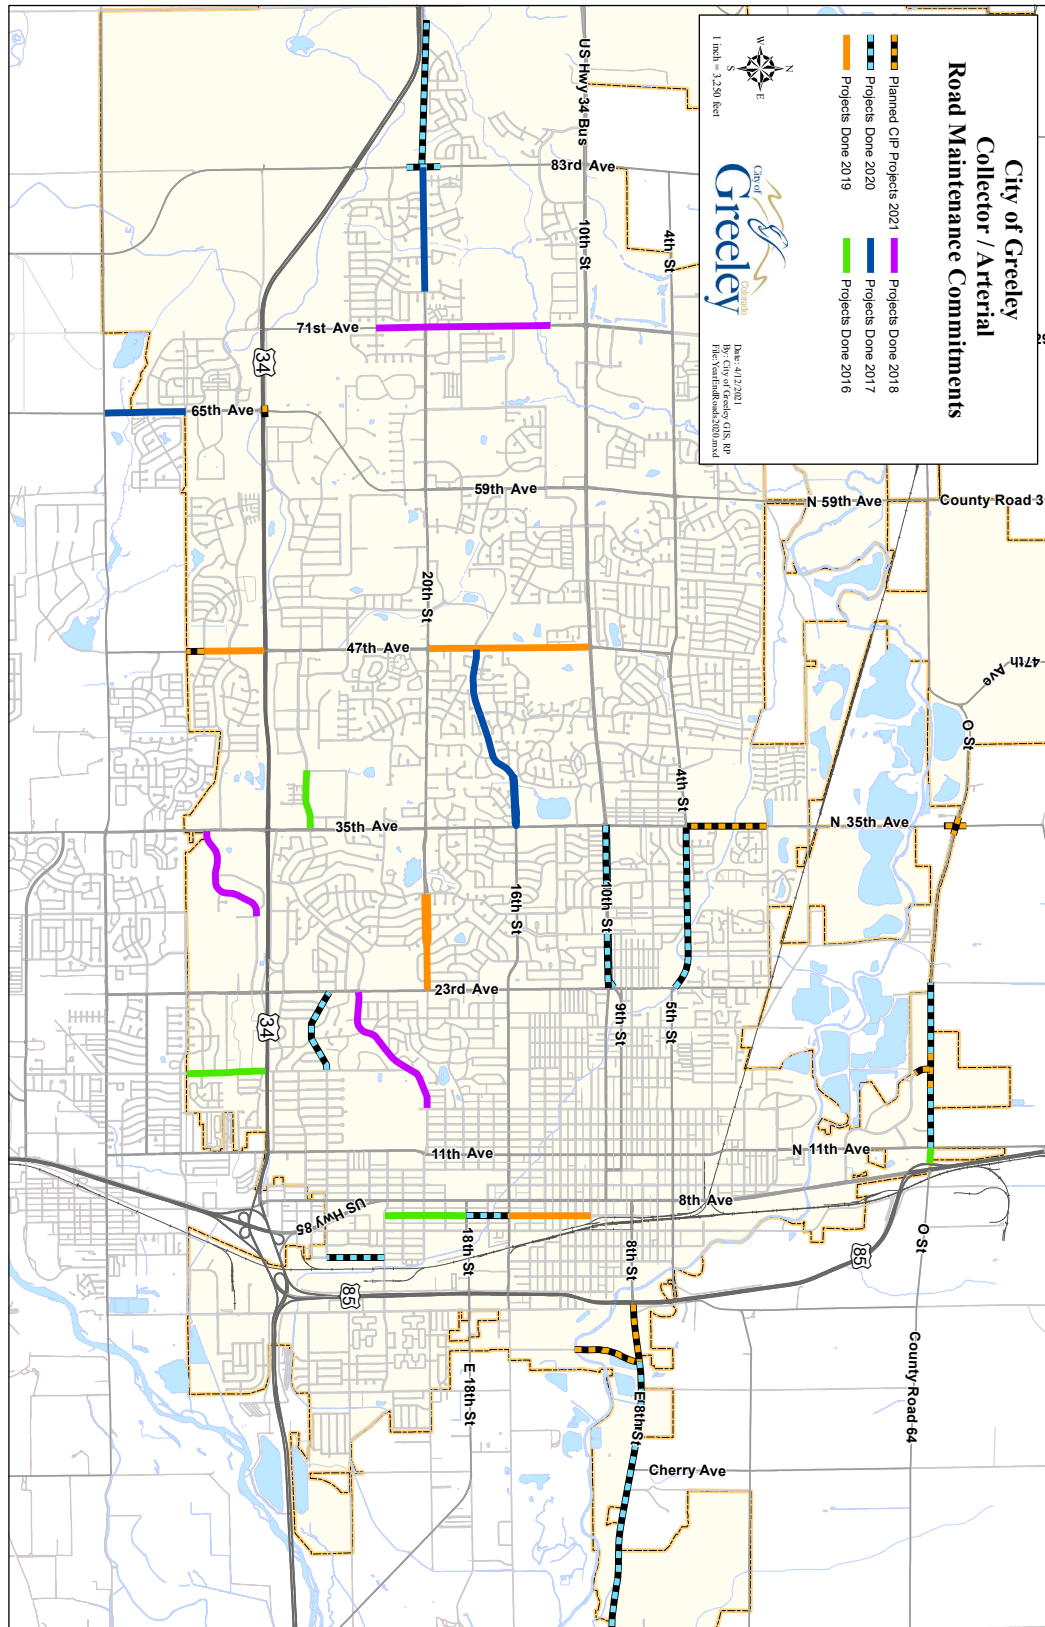 City of Greeley
Collector / Arterial
Road Maintenance Commitments
Planned CIP Projects 2021
Projects Done 2020
Projects Done 2019
Projects Done 2018
Projects Done 2017
Projects Done 2016
N
W
E
S
1 inch = 3,250 feet
City of
Greeley
Colorado
Date: 4/12/2021
By: City of Greeley GIS, RP
File:YearEndRoads2020.mxd
US Hwy 34 Bus
83rd Ave
10th St
4th St
71st Ave
34
65th Ave
59th Ave
N 59th Ave
County Road 3
20th St
47th Ave
47th Ave
O St
4th St
35th Ave
N 35th Ave
16th St
10th St
23rd Ave
9th St
5th St
34
11th Ave
N 11th Ave
8th Ave
US Hwy 85
18th St
8th St
O St
85
85
County Road 64
E 18th St
E 8th St
Cherry Ave